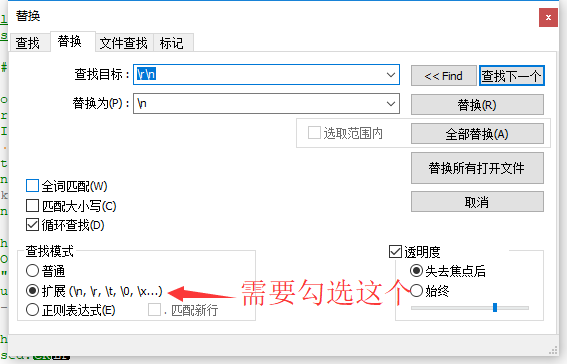 替换
查找 替换 文件查找 标记
查找目标： \r\n << Find 查找下一个
替换为(P)： \n 替换(R)
选取范围内 全部替换(A)
替换所有打开文件
取消
全词匹配(W)
匹配大小写(C)
循环查找(D)
查找模式 透明度
普通 失去焦点后
扩展 (\n, \r, \t, \0, \x...) 需要勾选这个 始终
正则表达式(E) . 匹配新行